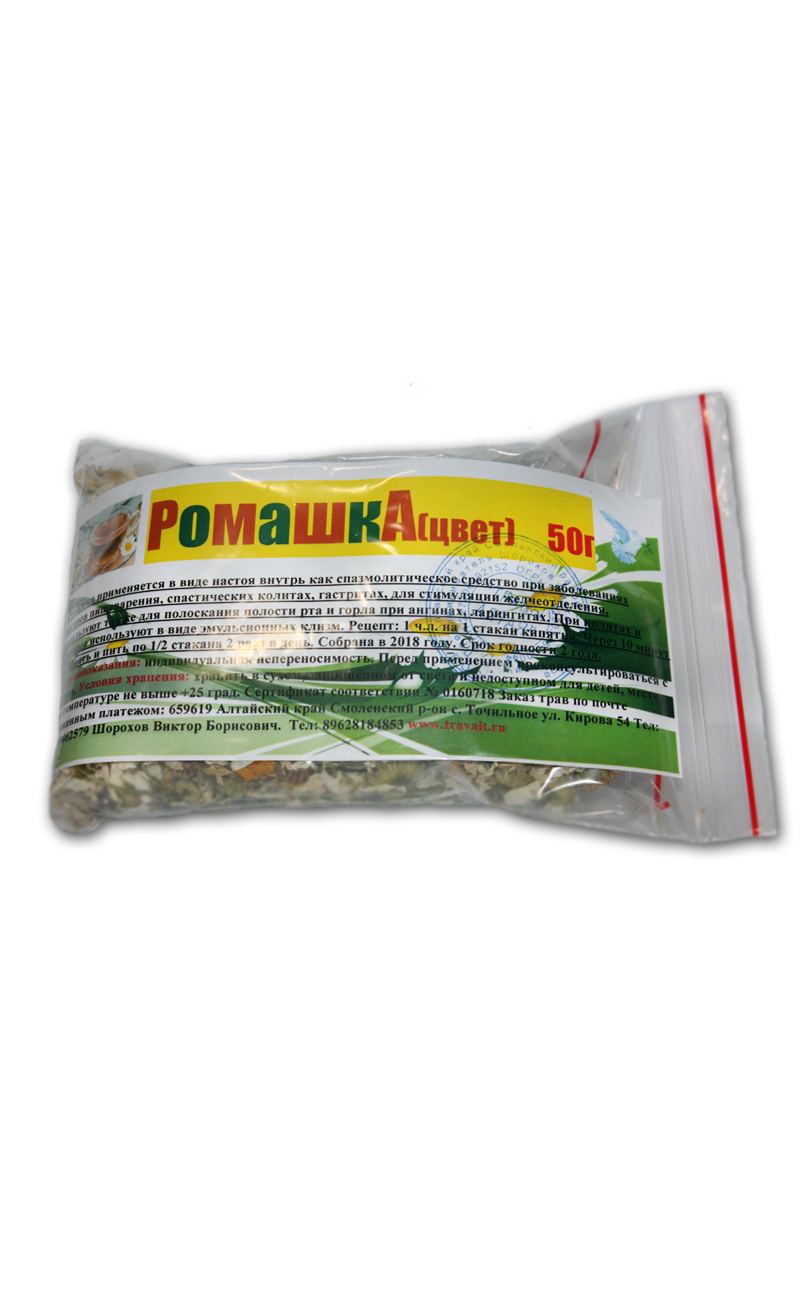 РомашкА(цвет) 50г
применяется в виде настоя внутрь как спазмолитическое средство при заболеваниях
пищеварения, спастических колитах, гастритах, для стимуляции желчеотделения.
для полоскания полости рта и горла при ангинах, ларингитах. При колитах и
используют в виде эмульсионных клизм. Рецепт: 1 ч.л. на 1 стакан кипятка. Через 10 минут
и пить по 1/2 стакана 2 раза в день. Собрана в 2018 году. Срок годности 2 года.
индивидуальная непереносимость. Перед применением проконсультироваться с
Условия хранения: хранить в сухом, защищенном от света и недоступном для детей, месте
температуре не выше +25 град. Сертификат соответствия № 0160718 Заказ трав по почте
платежом: 659619 Алтайский край Смоленский р-он с. Точильное ул. Кирова 54 Тел:
Шорохов Виктор Борисович. Тел: 89628184853 www.travalt.ru